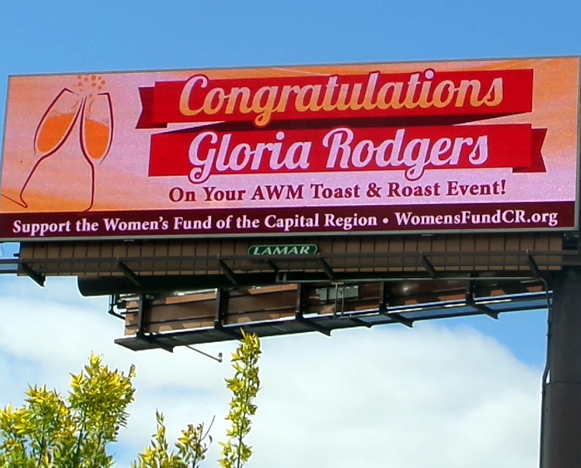 Congratulations
Gloria Rodgers
On Your AWM Toast & Roast Event!
Support the Women's Fund of the Capital Region • WomensFundCR.org
LAMAR